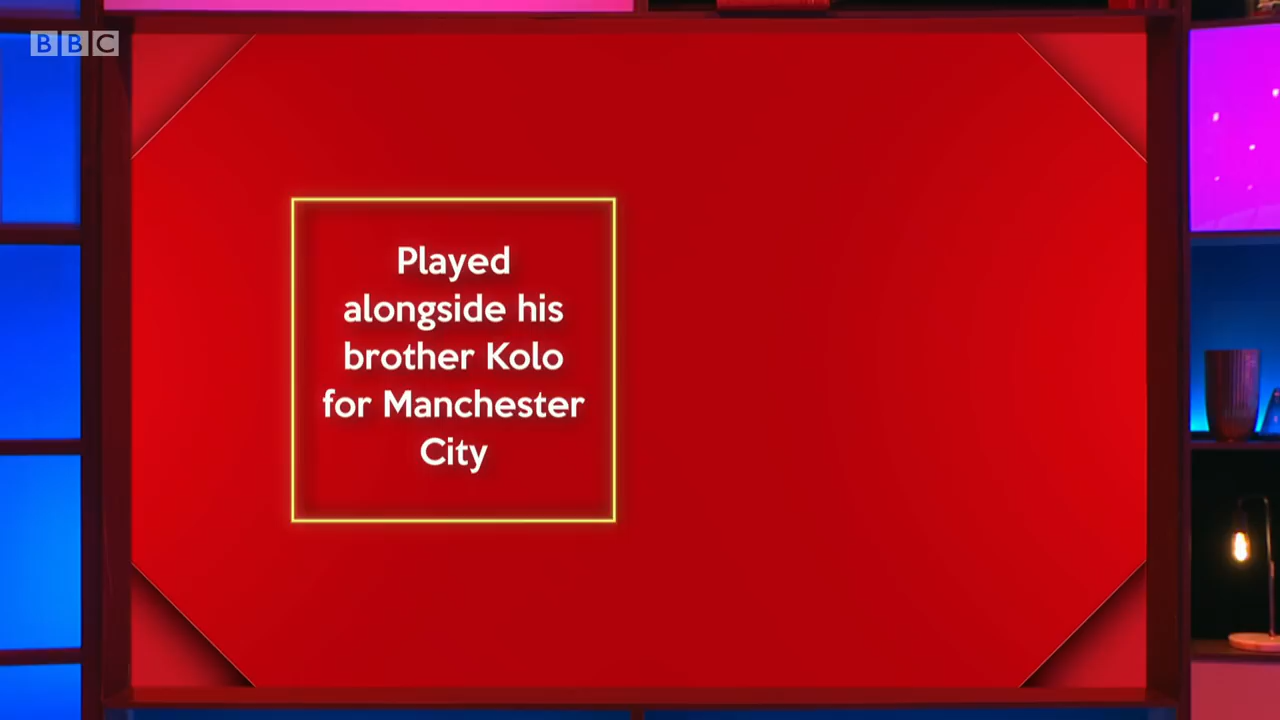 BBC
Played
alongside his
brother Kolo
for Manchester
City